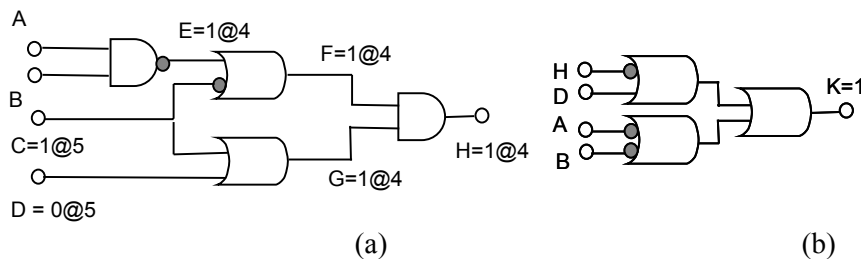 A
E=1@4
F=1@4
B
C=1@5
D = 0@5
G=1@4
H=1@4
(a)
H
D
A
B
K=1
(b)